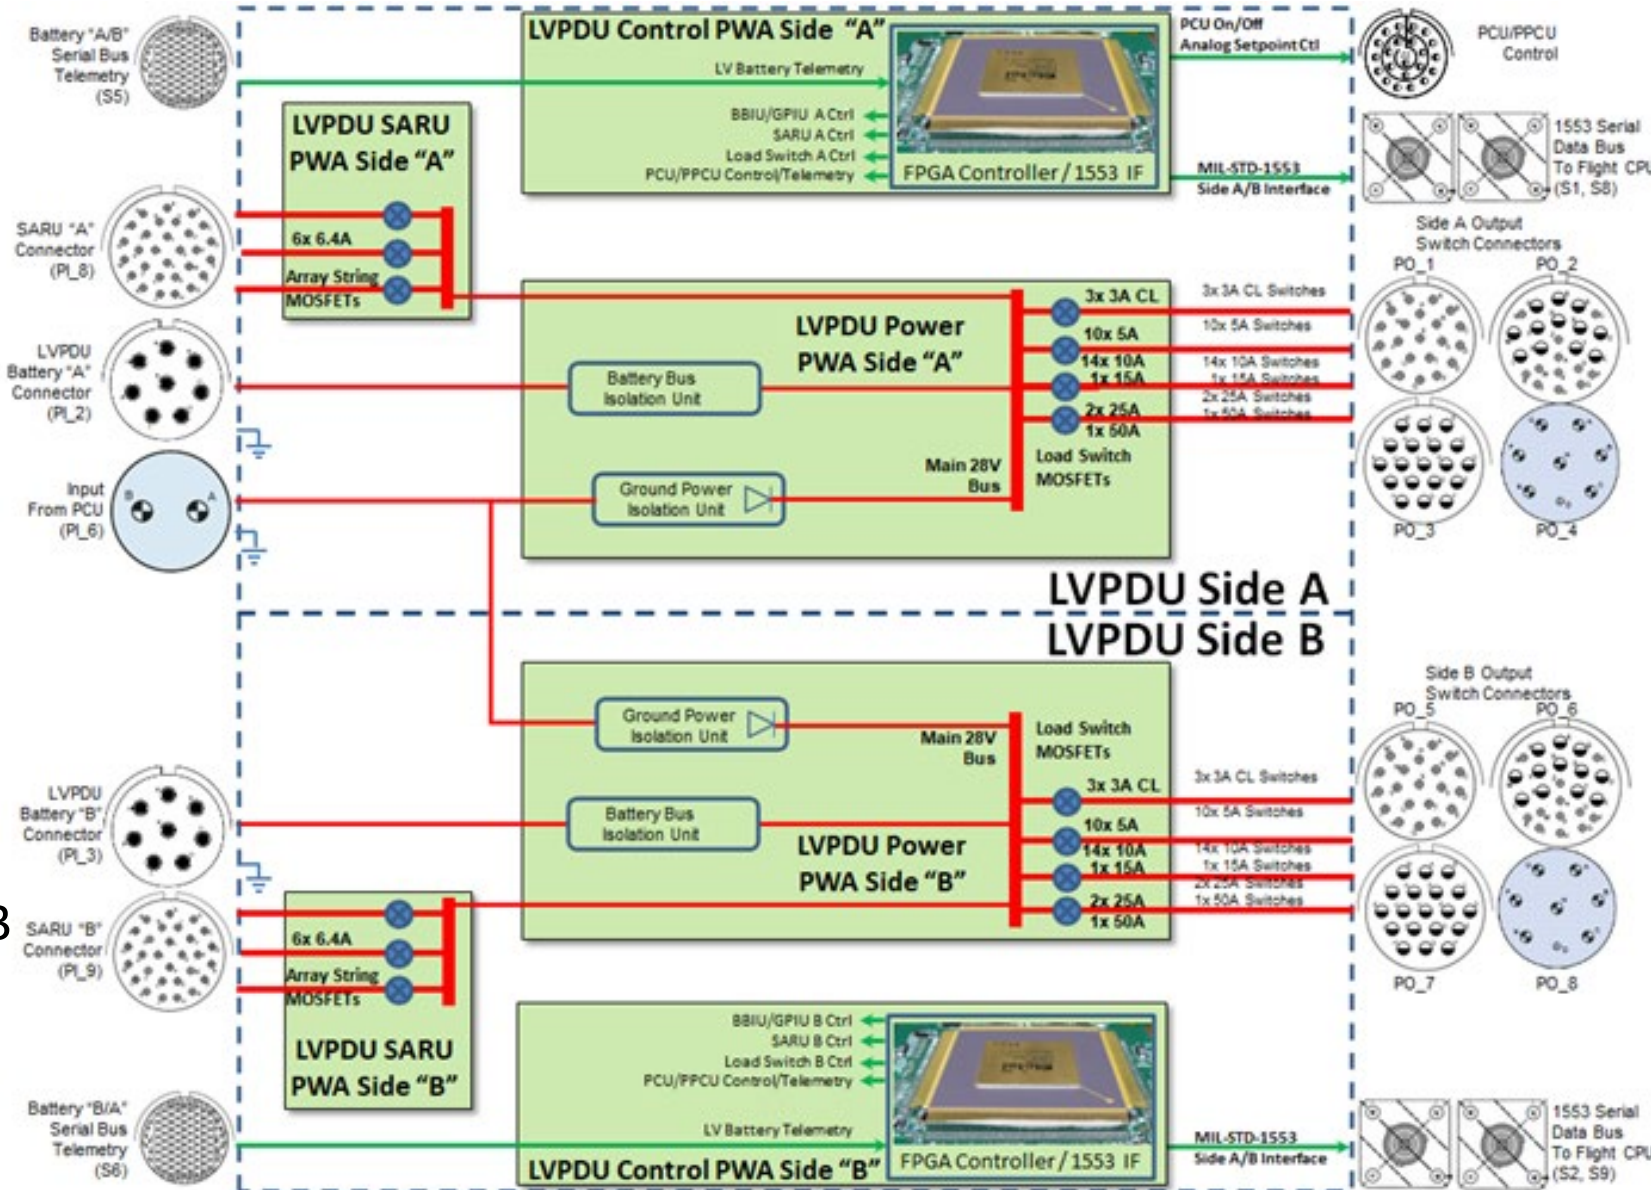 Battery "A/B"
Serial Bus
Telemetry
(S5)
LVPDU Control PWA Side "A"
LV Battery Telemetry
BBIU/GPIU A Ctrl
SARU A Ctrl
Load Switch A Ctrl
PCU/PPCU Control/Telemetry
FPGA Controller / 1553 IF
PCU On/Off
Analog Setpoint Ctl
MIL-STD-1553
Side A/B Interface
PCU/PPCU
Control
1553 Serial
Data Bus
To Flight CPU
(S1, S8)
LVPDU SARU
PWA Side "A"
6x 6.4A
Array String
MOSFETs
SARU "A"
Connector
(PI_8)
LVPDU
Battery "A"
Connector
(PI_2)
Input
From PCU
(PI_6)
B
A
LVPDU Power
PWA Side "A"
Battery Bus
Isolation Unit
Ground Power
Isolation Unit
Main 28V
Bus
3x 3A CL
10x 5A
14x 10A
1x 15A
2x 25A
1x 50A
Load Switch
MOSFETs
3x 3A CL Switches
10x 5A Switches
14x 10A Switches
1x 15A Switches
2x 25A Switches
1x 50A Switches
Side A Output
Switch Connectors
PO_1
PO_2
PO_3
PO_4
LVPDU Side A
LVPDU Side B
Ground Power
Isolation Unit
Main 28V
Bus
Load Switch
MOSFETs
Battery Bus
Isolation Unit
LVPDU Power
PWA Side "B"
3x 3A CL
10x 5A
14x 10A
1x 15A
2x 25A
1x 50A
3x 3A CL Switches
10x 5A Switches
14x 10A Switches
1x 15A Switches
2x 25A Switches
1x 50A Switches
Side B Output
Switch Connectors
PO_5
PO_6
PO_7
PO_8
LVPDU
Battery "B"
Connector
(PI_3)
3
SARU "B"
Connector
(PI_9)
6x 6.4A
Array String
MOSFETs
LVPDU SARU
PWA Side "B"
Battery "B/A"
Serial Bus
Telemetry
(S6)
BBIU/GPIU B Ctrl
SARU B Ctrl
Load Switch B Ctrl
PCU/PPCU Control/Telemetry
LV Battery Telemetry
FPGA Controller / 1553 IF
LVPDU Control PWA Side "B"
MIL-STD-1553
Side A/B Interface
1553 Serial
Data Bus
To Flight CPU
(S2, S9)